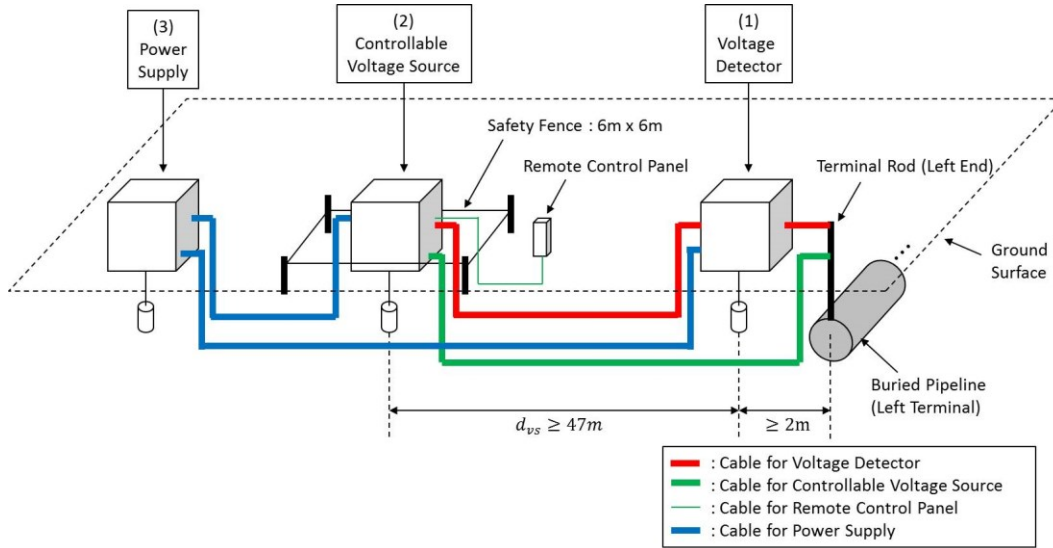 (3)
Power
Supply
(2)
Controllable
Voltage Source
(1)
Voltage
Detector
Safety Fence : 6m x 6m
Remote Control Panel
Terminal Rod (Left End)
Ground
Surface
Buried Pipeline
(Left Terminal)
d_{vs} ≥ 47m
≥ 2m
: Cable for Voltage Detector
: Cable for Controllable Voltage Source
: Cable for Remote Control Panel
: Cable for Power Supply